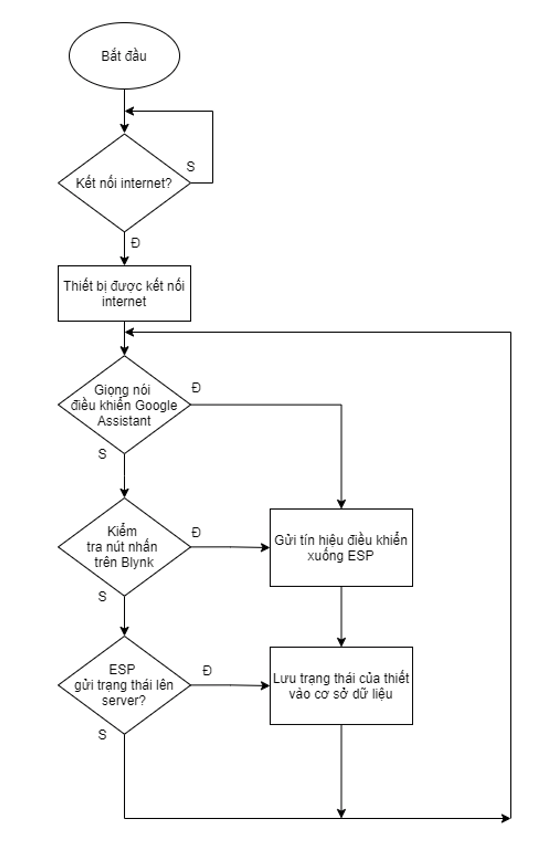 Bắt đầu
S
Kết nối internet?
Đ
Thiết bị được kết nối
internet
Giọng nói
điều khiển Google
Assistant
Đ
S
Kiểm
tra nút nhấn
trên Blynk
Đ
Gửi tín hiệu điều khiển
xuống ESP
S
ESP
gửi trạng thái lên
server?
Đ
Lưu trạng thái của thiết
vào cơ sở dữ liệu
S